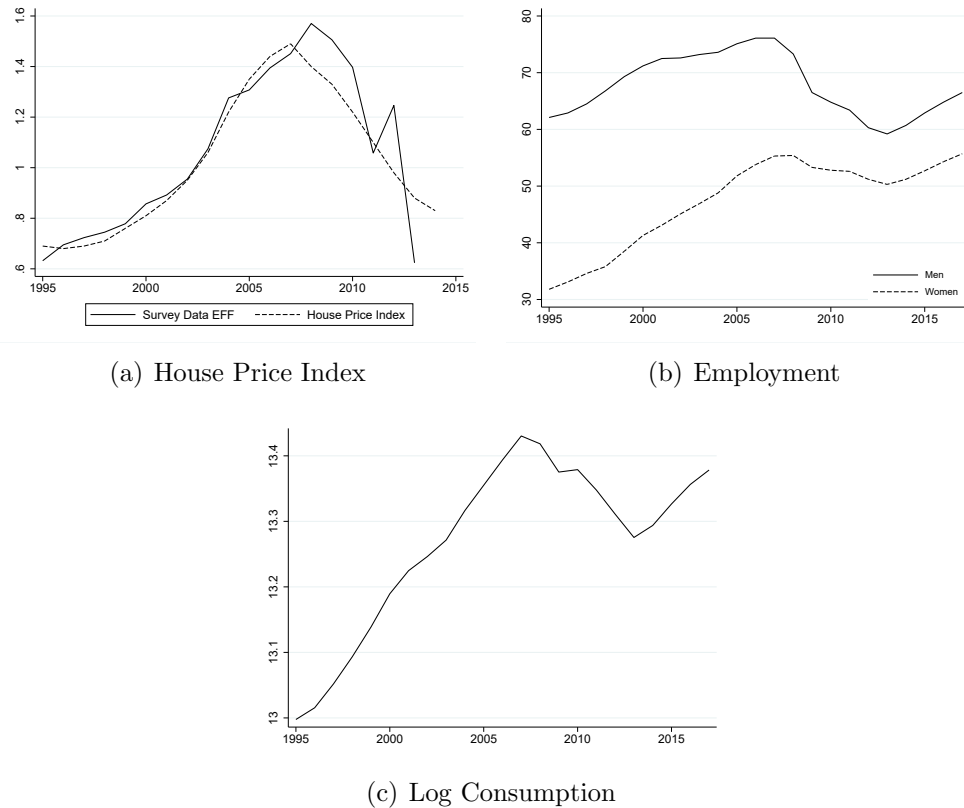 1.6
1.4
1.2
1
.8
.6
1995 2000 2005 2010 2015
Survey Data EFF House Price Index
(a) House Price Index
80
70
60
50
40
30
Men
Women
1995 2000 2005 2010 2015
(b) Employment
13.4
13.3
13.2
13.1
13
1995 2000 2005 2010 2015
(c) Log Consumption